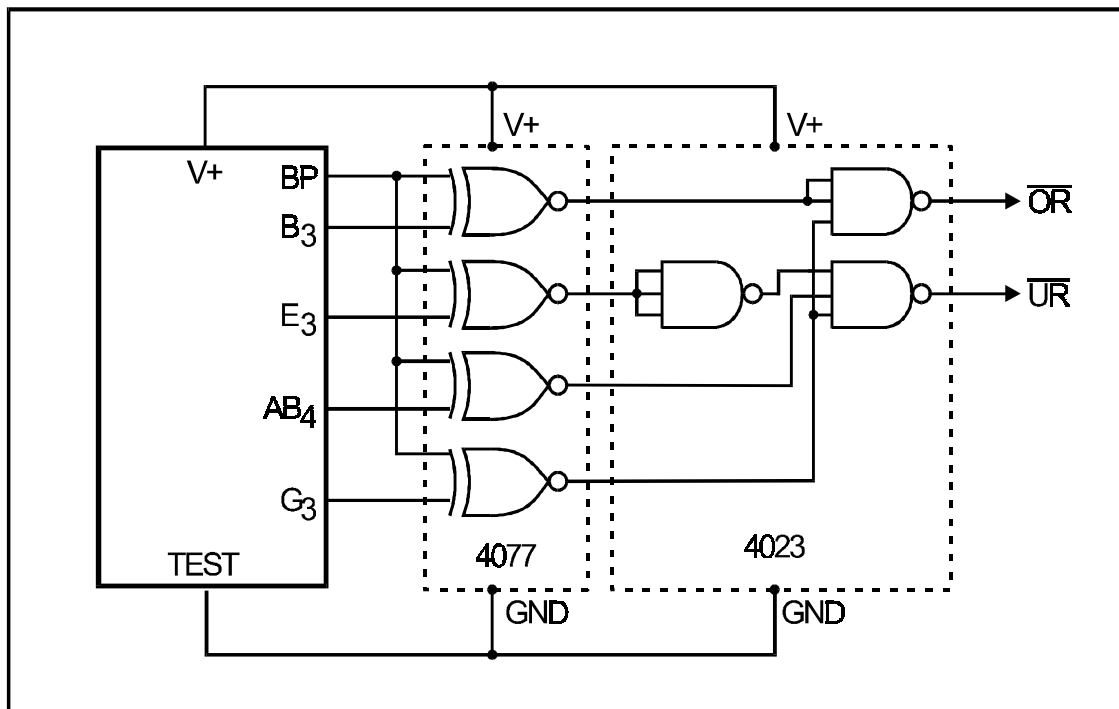 V+
V+
V+
BP
B3
E3
AB4
G3
TEST
4077
4023
GND
GND
OR
UR